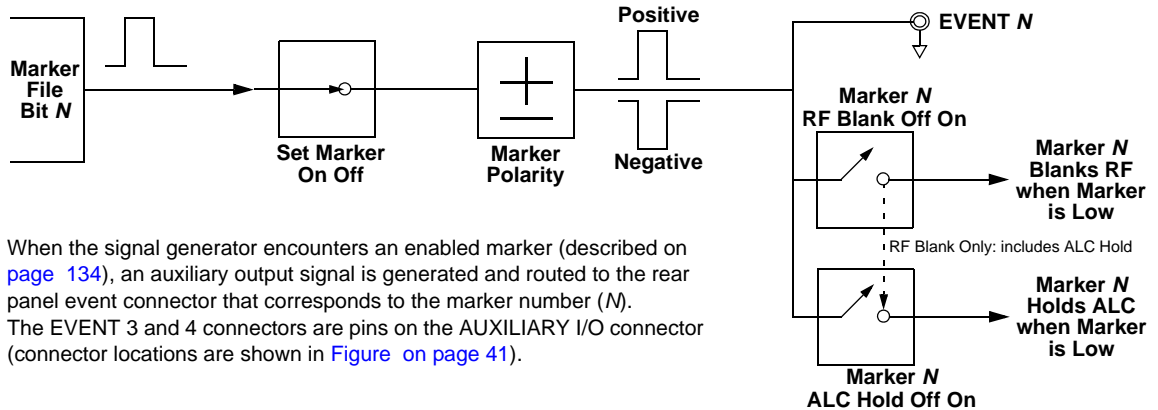 Marker
File
Bit N
Set Marker
On Off
Marker
Polarity
Positive
Negative
EVENT N
Marker N
RF Blank Off On
Marker N
Blanks RF
when Marker
is Low
RF Blank Only: includes ALC Hold
Marker N
Holds ALC
when Marker
is Low
Marker N
ALC Hold Off On
When the signal generator encounters an enabled marker (described on
page 134), an auxiliary output signal is generated and routed to the rear
panel event connector that corresponds to the marker number (N).
The EVENT 3 and 4 connectors are pins on the AUXILIARY I/O connector
(connector locations are shown in Figure on page 41).